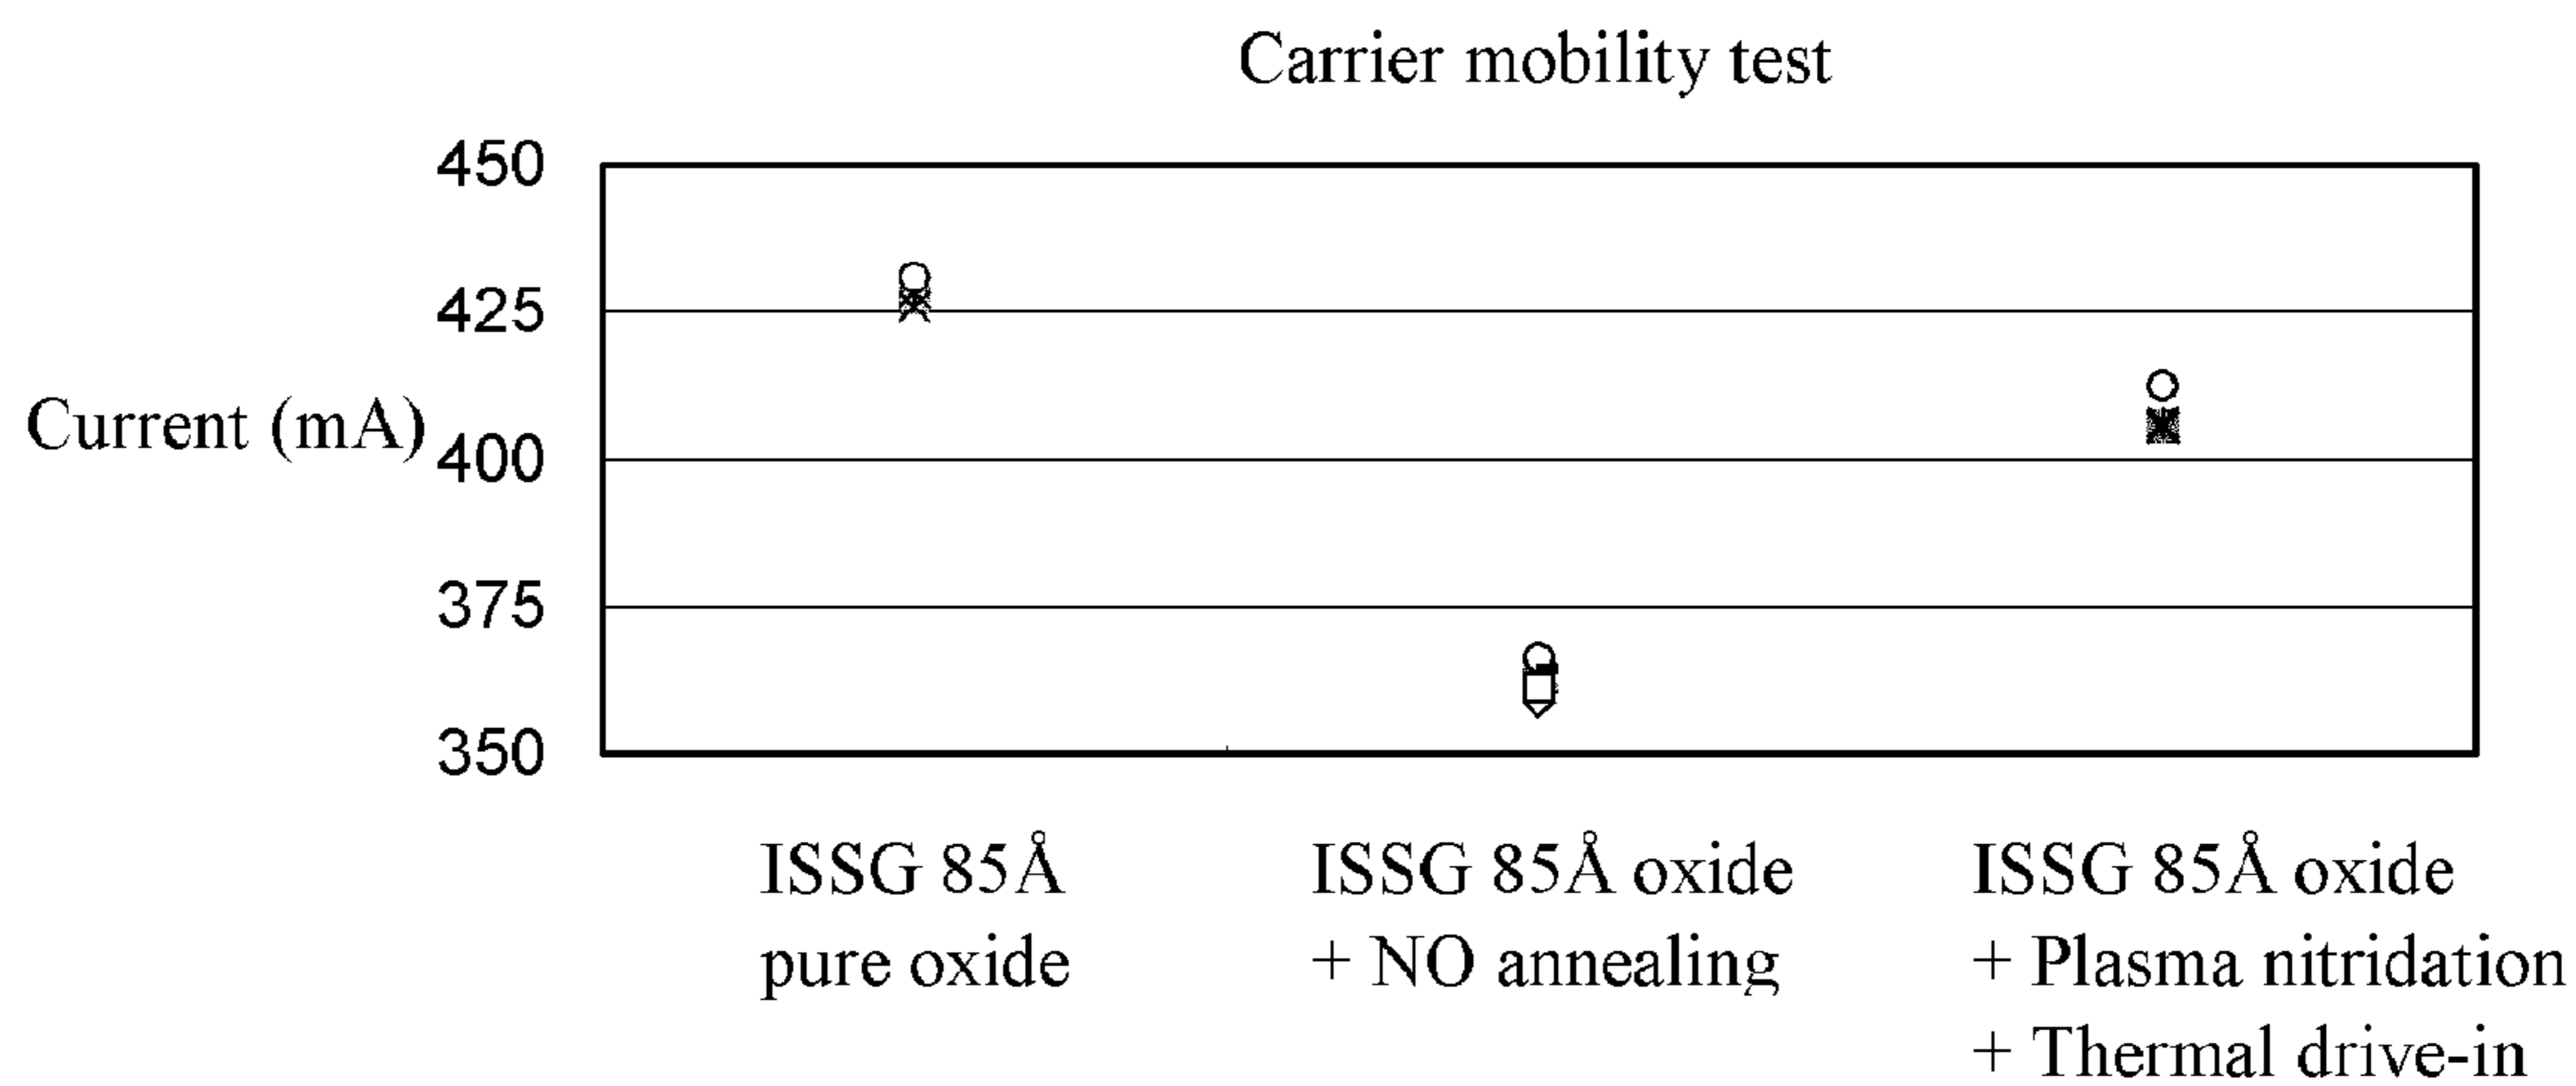 Carrier mobility test
450
425
Current (mA)
400
375
350
ISSG 85Å
pure oxide
ISSG 85Å oxide
+ NO annealing
ISSG 85Å oxide
+ Plasma nitridation
+ Thermal drive-in